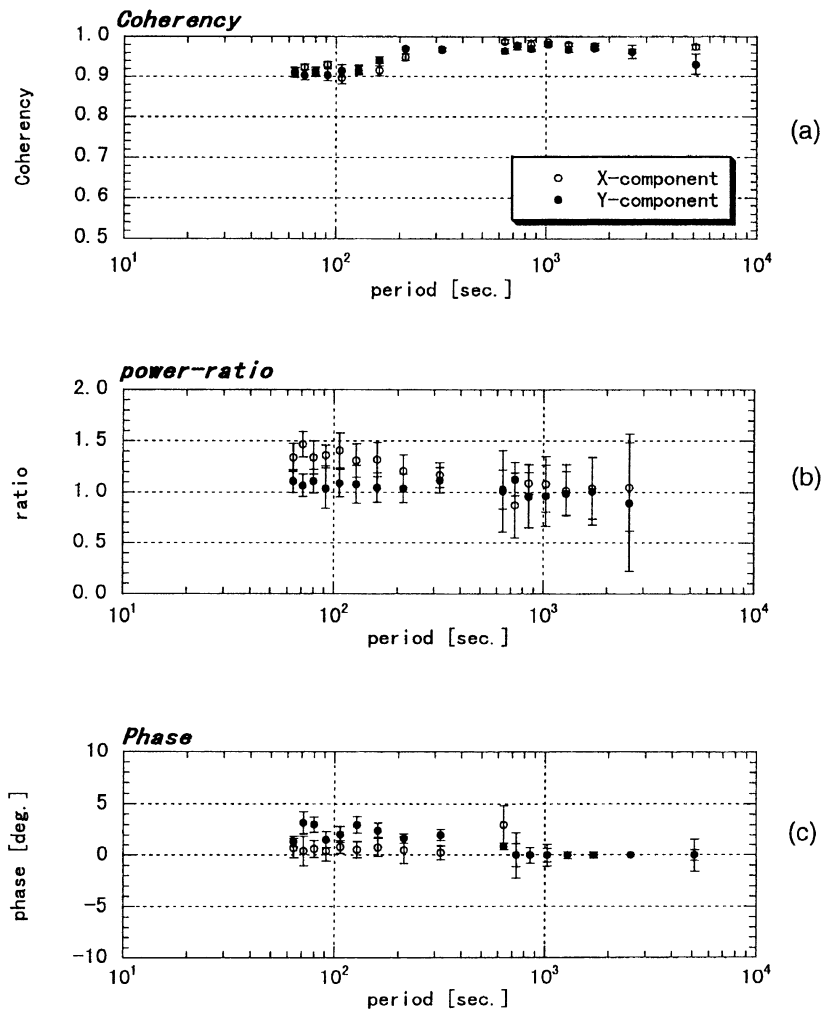 Coherency
1.0
0.9
0.8
0.7
0.6
0.5
Coherency
X-component
Y-component
10^1 10^2 10^3 10^4
period [sec.]
(a)
power-ratio
2.0
1.5
1.0
0.5
0.0
ratio
10^1 10^2 10^3 10^4
period [sec.]
(b)
Phase
10
5
0
-5
-10
phase [deg.]
10^1 10^2 10^3 10^4
period [sec.]
(c)